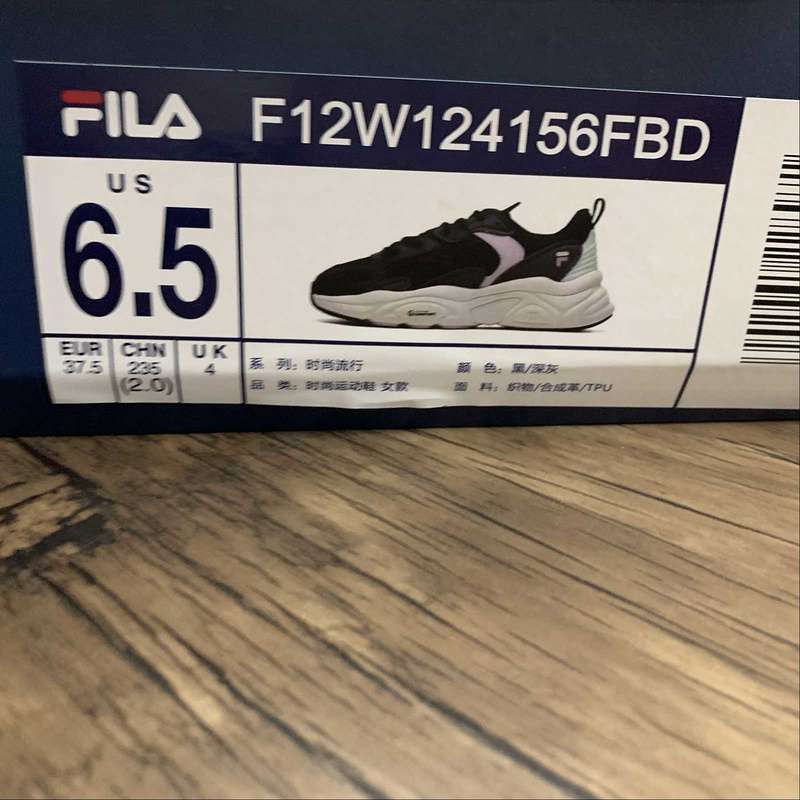 FILA F12W124156FBD
US
6.5
EUR CHN UK
37.5 235 4
(2.0)
系 列: 时尚流行 颜 色: 黑/深灰
品 类: 时尚运动鞋 女款 面 料: 织物/合成革/TPU